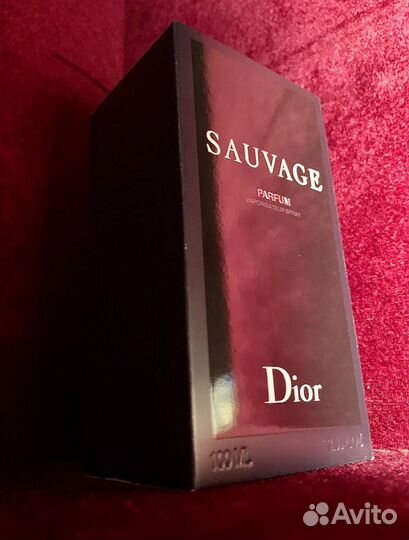 SAUVAGE
PARFUM
VAPORISATEUR SPRAY
Dior
100 ML
Avito